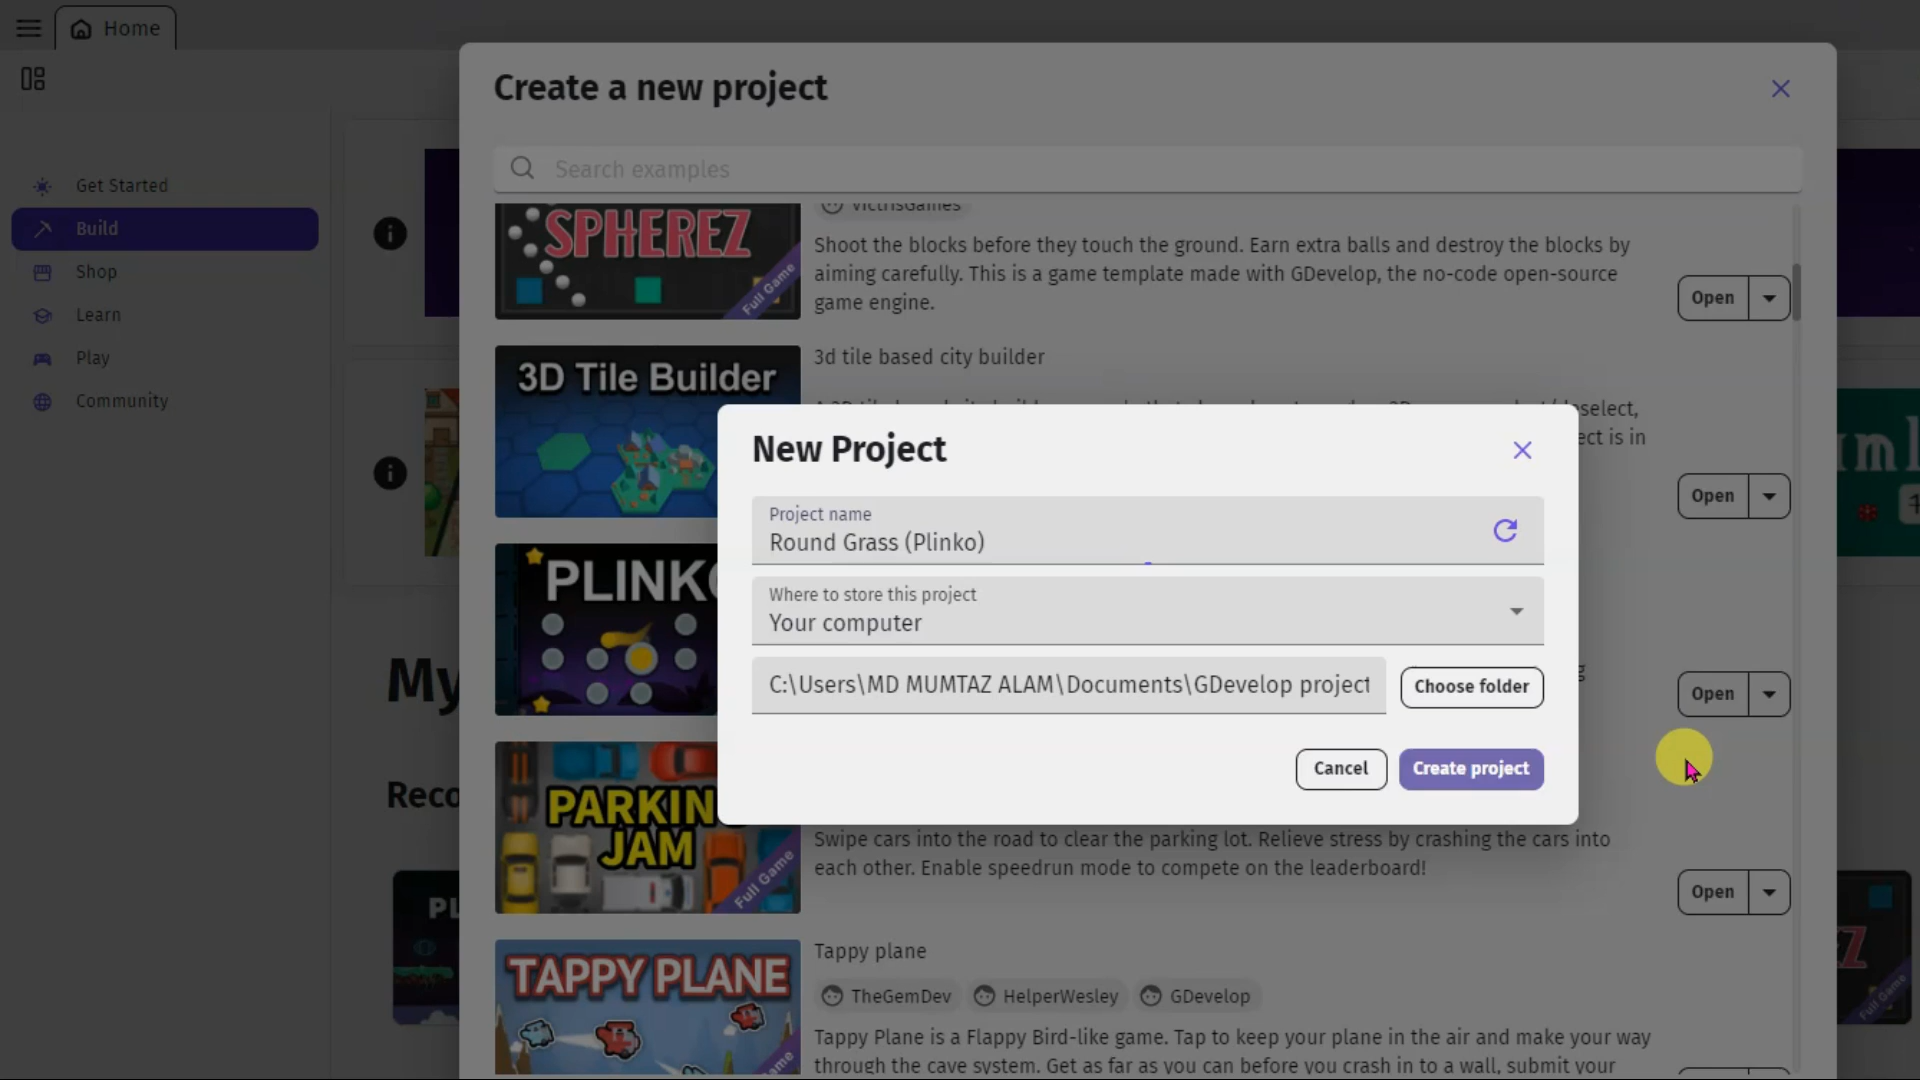 Home
Create a new project
Search examples
Get Started
Build
Shop
Learn
Play
Community
SPHEREZ
Full Game
VictrisGames
Shoot the blocks before they touch the ground. Earn extra balls and destroy the blocks by
aiming carefully. This is a game template made with GDevelop, the no-code open-source
game engine.
Open
3D Tile Builder
3d tile based city builder
New Project
Project name
Round Grass (Plinko)
Where to store this project
Your computer
C:\Users\MD MUMTAZ ALAM\Documents\GDevelop project
Choose folder
Cancel
Create project
Open
PLINKO
Open
My
Reco
PARKING
JAM
Full Game
Swipe cars into the road to clear the parking lot. Relieve stress by crashing the cars into
each other. Enable speedrun mode to compete on the leaderboard!
Open
TAPPY PLANE
Tappy plane
TheGemDev
HelperWesley
GDevelop
Tappy Plane is a Flappy Bird-like game. Tap to keep your plane in the air and make your way
through the cave system. Get as far as you can before you crash in to a wall, submit your
Full Game